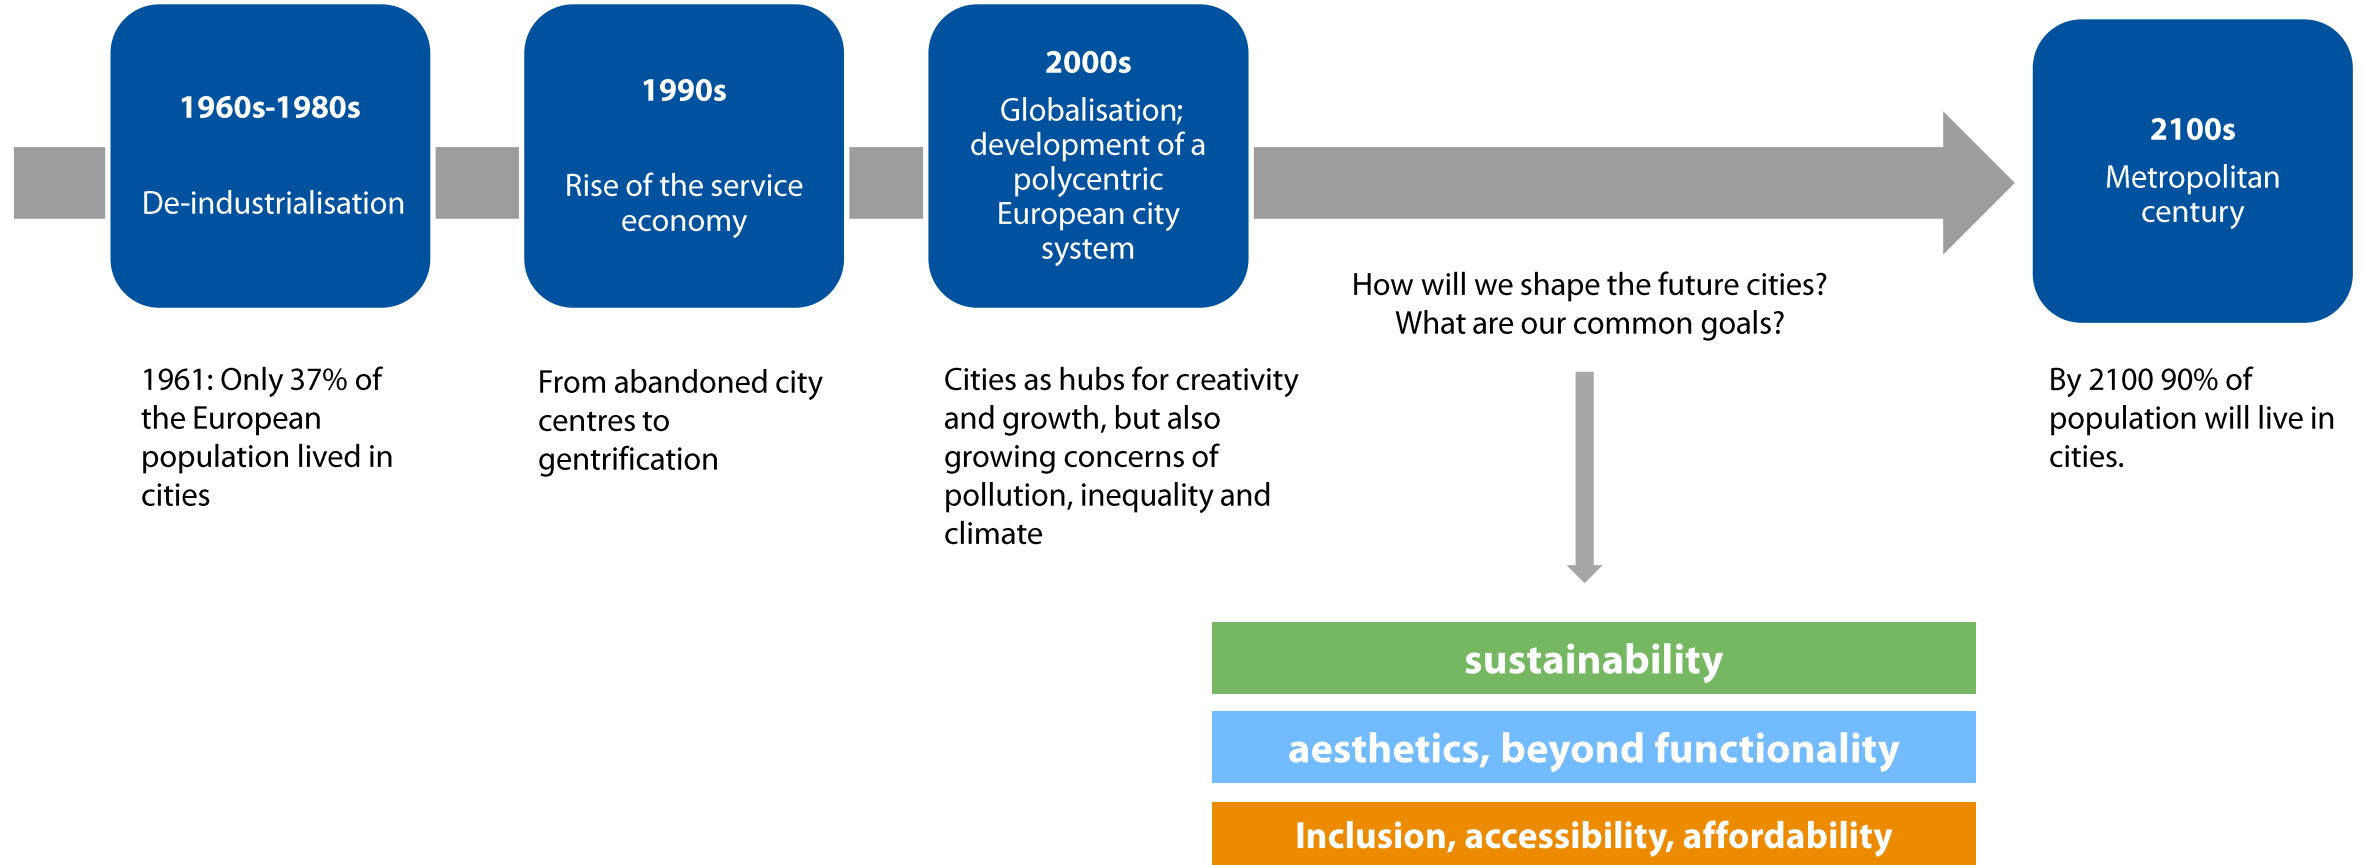 1960s-1980s
De-industrialisation
1961: Only 37% of
the European
population lived in
cities
1990s
Rise of the service
economy
From abandoned city
centres to
gentrification
2000s
Globalisation;
development of a
polycentric
European city
system
Cities as hubs for creativity
and growth, but also
growing concerns of
pollution, inequality and
climate
How will we shape the future cities?
What are our common goals?
sustainability
aesthetics, beyond functionality
Inclusion, accessibility, affordability
2100s
Metropolitan
century
By 2100 90% of
population will live in
cities.